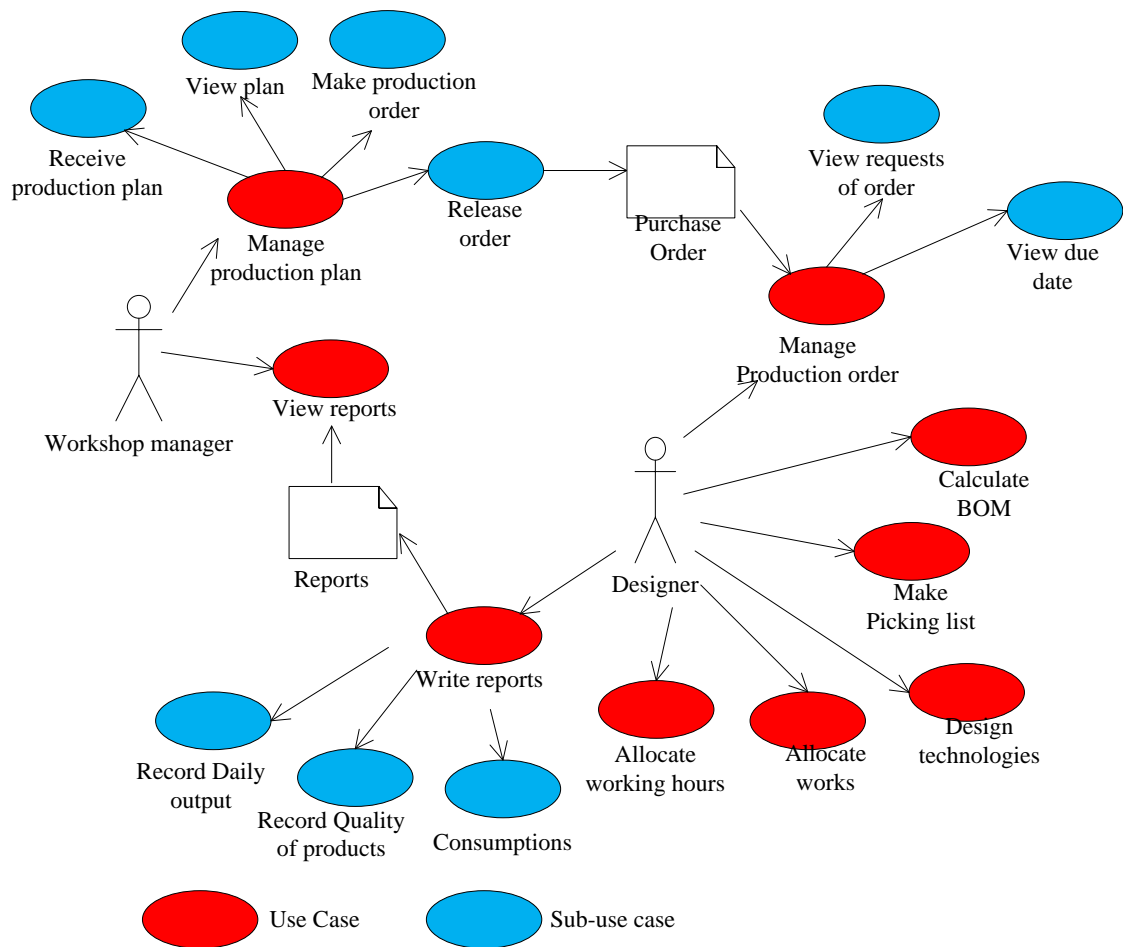 View plan
Make production
order
Receive
production plan
View requests
of order
Release
order
Purchase
Order
View due
date
Manage
production plan
Manage
Production order
View reports
Workshop manager
Calculate
BOM
Reports
Designer
Make
Picking list
Write reports
Design
technologies
Allocate
working hours
Allocate
works
Record Daily
output
Record Quality
of products
Consumptions
Use Case
Sub-use case